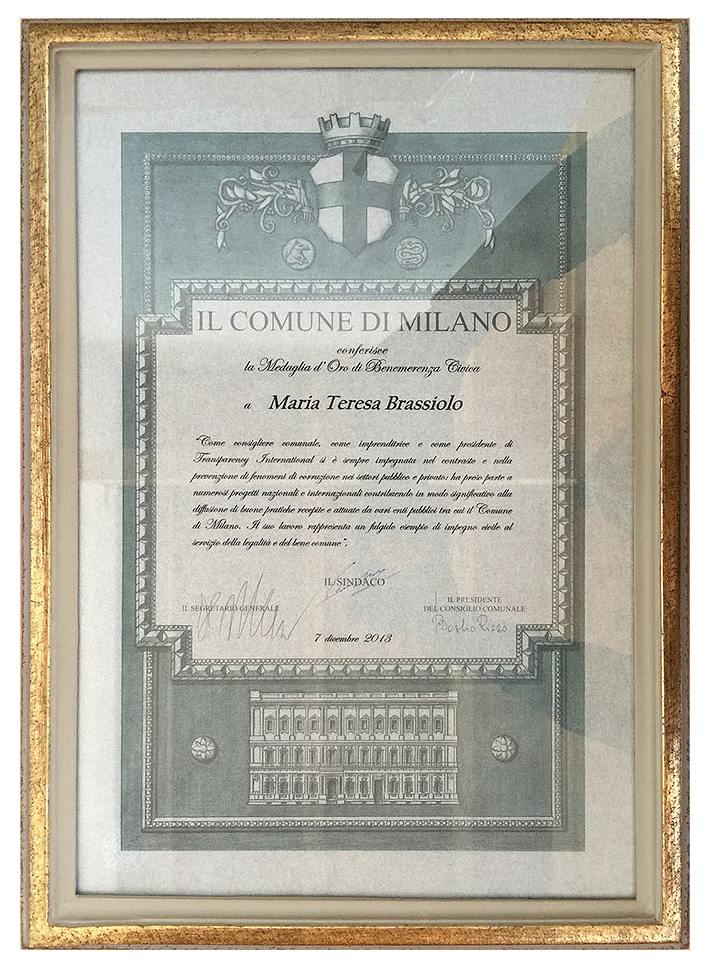 IL COMUNE DI MILANO
conferisce
la Medaglia d'Oro di Benemerenza Civica
a Maria Teresa Brassiolo
"Come consigliere comunale, come imprenditrice e come presidente di
Transparency International si è sempre impegnata nel contrasto e nella
prevenzione di fenomeni di corruzione nei settori pubblico e privato; ha preso parte a
numerosi progetti nazionali e internazionali contribuendo in modo significativo alla
diffusione di buone pratiche recepite e attuate da vari enti pubblici tra cui il Comune
di Milano. Il suo lavoro rappresenta un fulgido esempio di impegno civile al
servizio della legalità e del bene comune".
IL SINDACO
IL SEGRETARIO GENERALE
IL PRESIDENTE
DEL CONSIGLIO COMUNALE
Basilio Rizzo
7 dicembre 2013